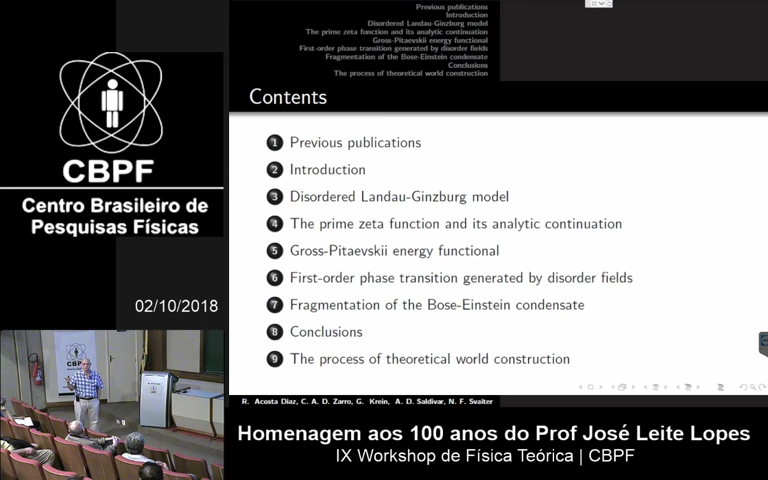 Previous publications
Introduction
Disordered Landau-Ginzburg model
The prime zeta function and its analytic continuation
Gross-Pitaevskii energy functional
First-order phase transition generated by disorder fields
Fragmentation of the Bose-Einstein condensate
Conclusions
The process of theoretical world construction
Contents
1 Previous publications
2 Introduction
3 Disordered Landau-Ginzburg model
4 The prime zeta function and its analytic continuation
5 Gross-Pitaevskii energy functional
6 First-order phase transition generated by disorder fields
7 Fragmentation of the Bose-Einstein condensate
8 Conclusions
9 The process of theoretical world construction
R. Acosta Diaz, C. A. D. Zarro, G. Krein, A. D. Saldivar, N. F. Svaiter
CBPF
Centro Brasileiro de
Pesquisas Físicas
02/10/2018
CBPF
Homenagem aos 100 anos do Prof José Leite Lopes
IX Workshop de Física Teórica | CBPF